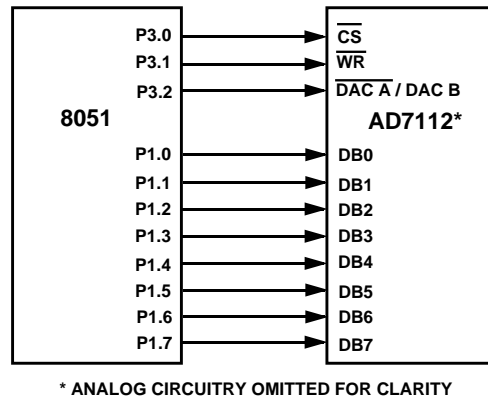 8051
P3.0
P3.1
P3.2
P1.0
P1.1
P1.2
P1.3
P1.4
P1.5
P1.6
P1.7
CS
WR
DAC A / DAC B
AD7112*
DB0
DB1
DB2
DB3
DB4
DB5
DB6
DB7
* ANALOG CIRCUITRY OMITTED FOR CLARITY